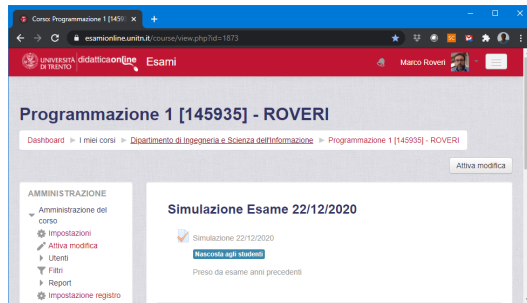 Corso: Programmazione 1 [1459
esamionline.unitn.it/course/view.php?id=1873
UNIVERSITÀ DI TRENTO
didatticaonline Esami
Marco Roveri
Programmazione 1 [145935] - ROVERI
Dashboard ▶ I miei corsi ▶ Dipartimento di Ingegneria e Scienza dell'Informazione ▶ Programmazione 1 [145935] - ROVERI
Attiva modifica
AMMINISTRAZIONE
Amministrazione del corso
Impostazioni
Attiva modifica
Utenti
Filtri
Report
Impostazione registro
Simulazione Esame 22/12/2020
Simulazione 22/12/2020
Nascosta agli studenti
Preso da esame anni precedenti